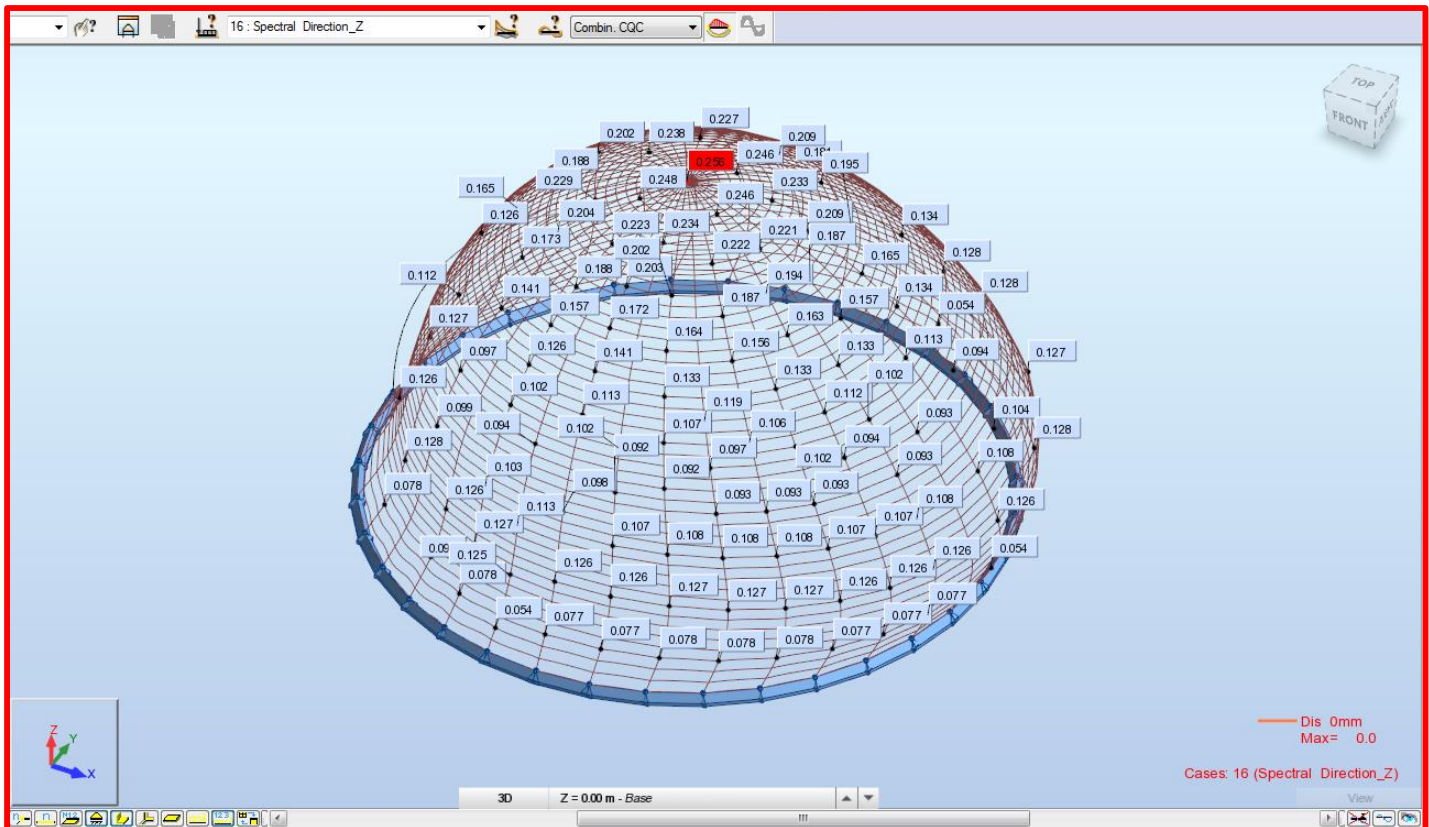 16 : Spectral Direction_Z
Combin. CQC
TOP
FRONT
0.227
0.202 0.238 0.209
0.188 0.256 0.246 0.195
0.165 0.229 0.248 0.246 0.233
0.126 0.204 0.223 0.234 0.209 0.134
0.173 0.202 0.222 0.221 0.187 0.165 0.128
0.112 0.188 0.203 0.194 0.134 0.128
0.141 0.157 0.172 0.187 0.157 0.054
0.127 0.164 0.163
0.097 0.126 0.141 0.156 0.133 0.113 0.094 0.127
0.126 0.102 0.113 0.133 0.133 0.102
0.099 0.119 0.112 0.093 0.104
0.094 0.102 0.107 0.106 0.094 0.128
0.128 0.092 0.097 0.102 0.093 0.108
0.103 0.092
0.078 0.126 0.098 0.093 0.093 0.093 0.108 0.126
0.113 0.107
0.127 0.107 0.108 0.108 0.108 0.107
0.125 0.126 0.126 0.054
0.078 0.126 0.127 0.127 0.127 0.126 0.126 0.077
0.054 0.077 0.077
0.077 0.078 0.078 0.078 0.077
Dis 0mm
Max= 0.0
Cases: 16 (Spectral Direction_Z)
Z
Y
X
3D Z = 0.00 m - Base
View